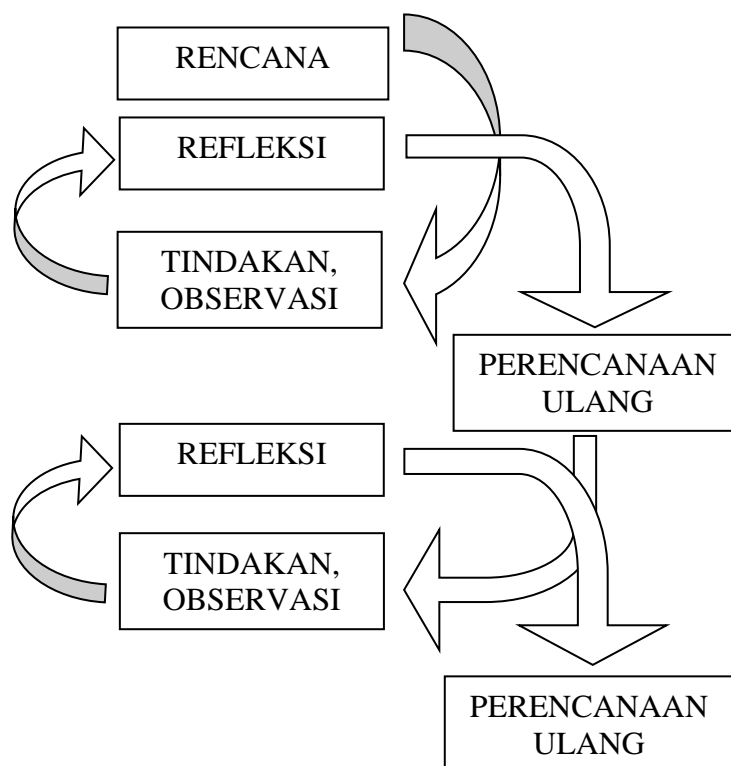 RENCANA
REFLEKSI
TINDAKAN,
OBSERVASI
PERENCANAAN
ULANG
REFLEKSI
TINDAKAN,
OBSERVASI
PERENCANAAN
ULANG